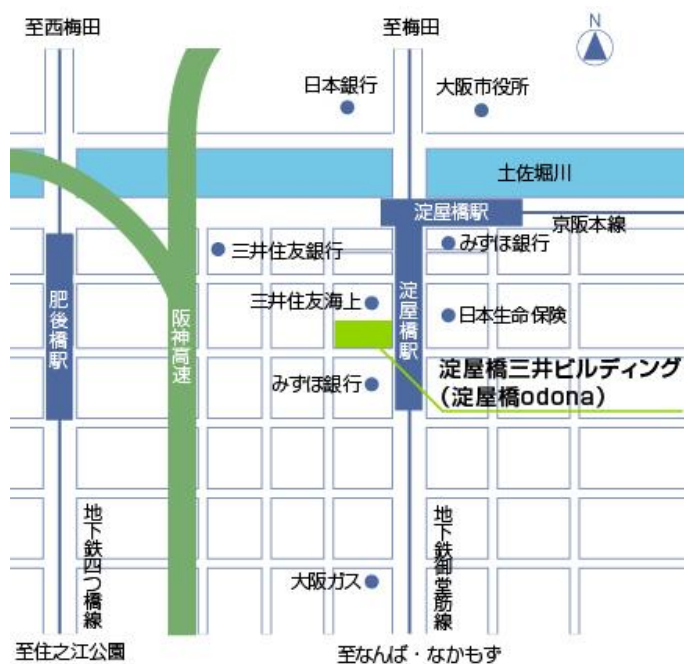 至西梅田
至梅田
N
日本銀行
大阪市役所
土佐堀川
淀屋橋駅
京阪本線
三井住友銀行
みずほ銀行
肥後橋駅
阪神高速
三井住友海上
淀屋橋駅
日本生命保険
淀屋橋三井ビルディング
(淀屋橋odona)
みずほ銀行
地下鉄四つ橋線
地下鉄御堂筋線
大阪ガス
至住之江公園
至なんば・なかもず